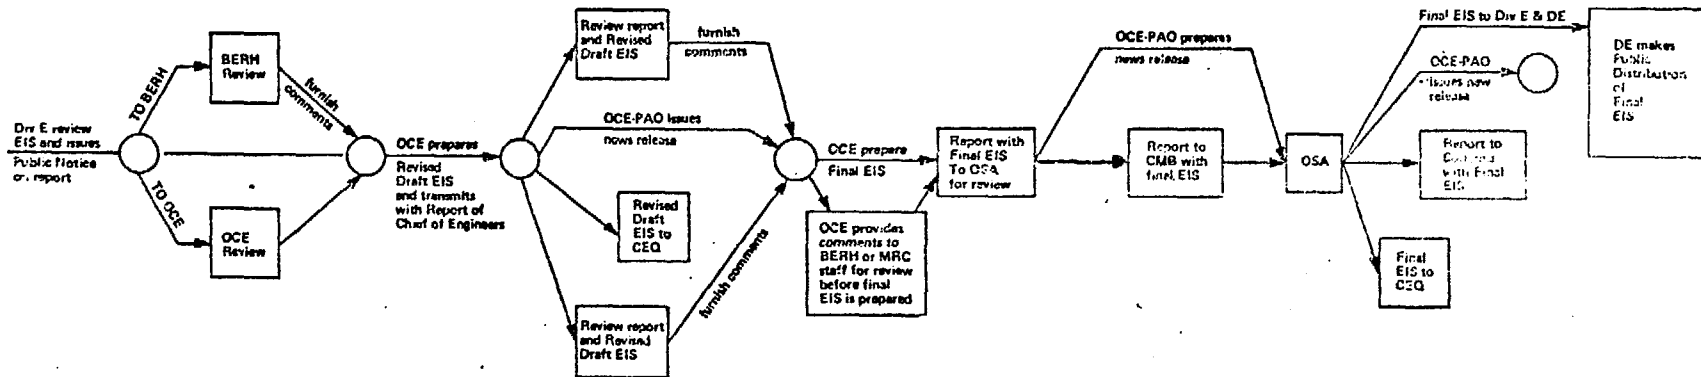 Div E review
EIS and issues
Public Notice
on report
TO BERH
BERH
Review
furnish
comments
TO OCE
OCE
Review
OCE prepares
Revised
Draft EIS
and transmits
with Report of
Chief of Engineers
Review report
and Revised
Draft EIS
furnish
comments
OCE-PAO issues
news release
Revised
Draft
EIS to
CEQ
Review report
and Revised
Draft EIS
furnish comments
OCE prepare
Final EIS
OCE provides
comments to
BERH or MRC
staff for review
before final
EIS is prepared
Report with
Final EIS
To OSA
for review
OCE-PAO prepares
news release
Report to
CMB with
final EIS
OSA
Final EIS to Div E & DE
DE makes
Public
Distribution
of
Final
EIS
OCE-PAO
issues new
release
Report to
with Final
EIS
Final
EIS to
CEQ